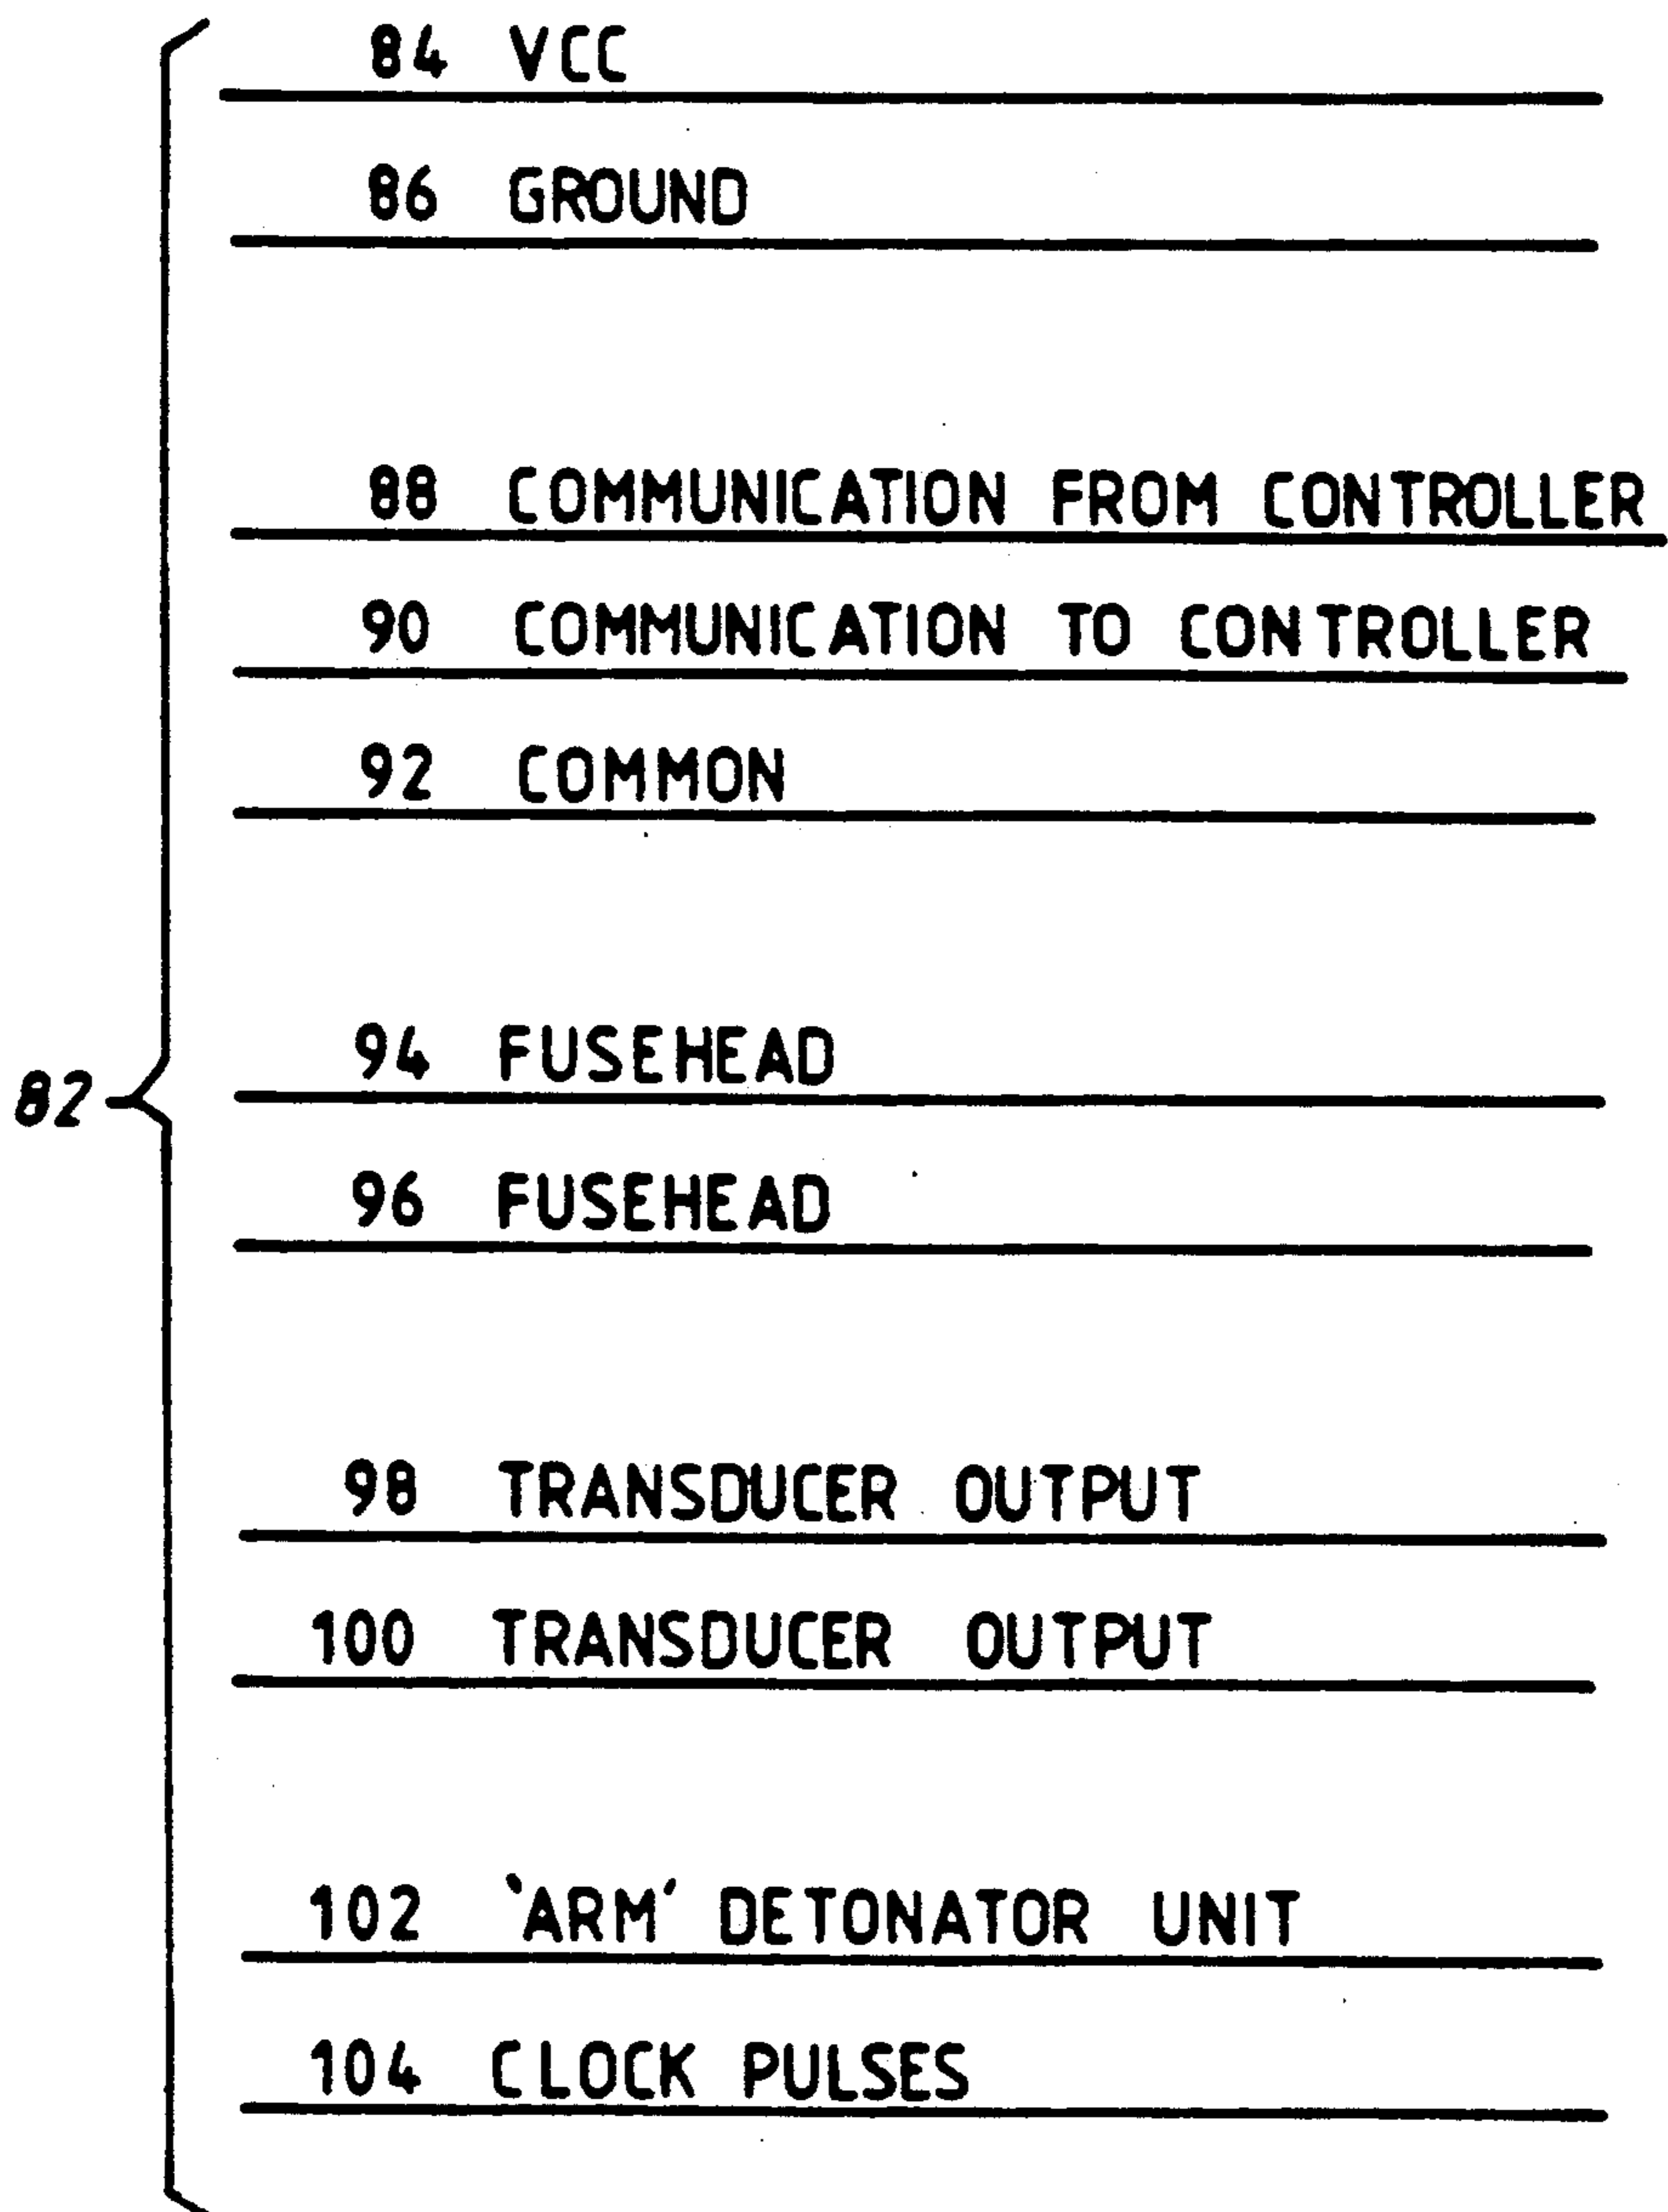 84 VCC
86 GROUND
88 COMMUNICATION FROM CONTROLLER
90 COMMUNICATION TO CONTROLLER
92 COMMON
94 FUSEHEAD
82
96 FUSEHEAD
98 TRANSDUCER OUTPUT
100 TRANSDUCER OUTPUT
102 'ARM' DETONATOR UNIT
104 CLOCK PULSES